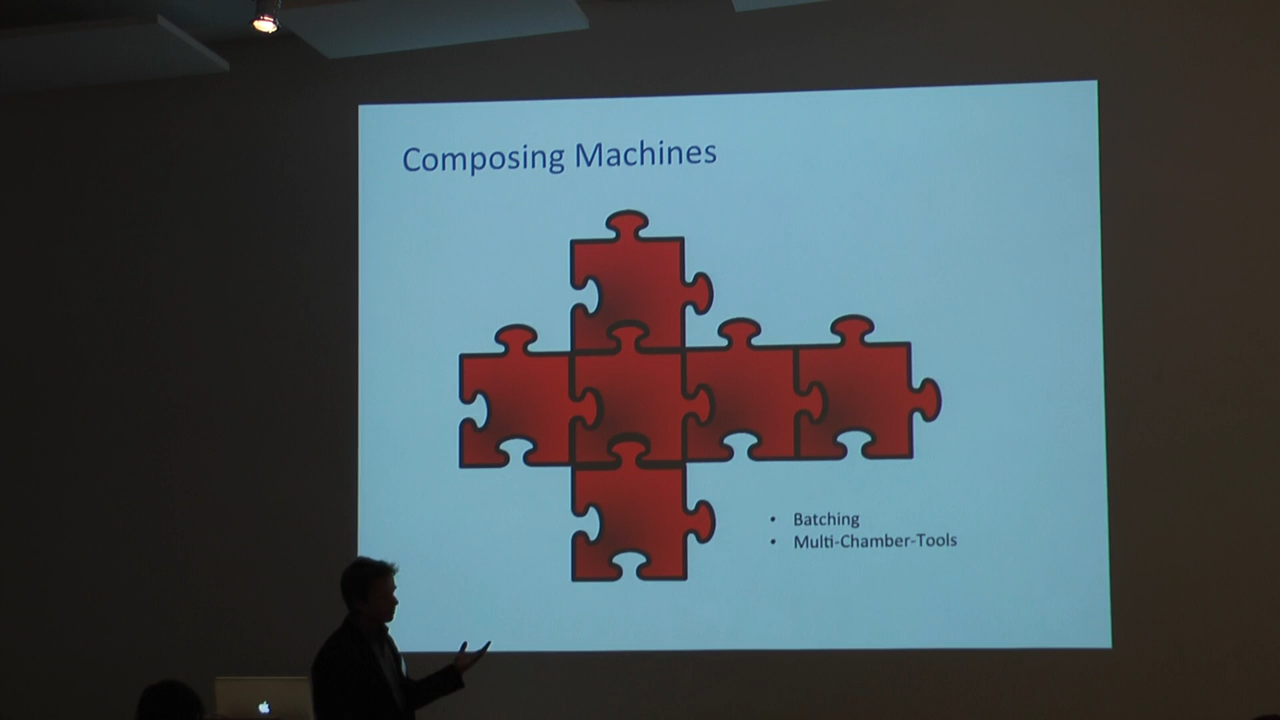 Composing Machines
• Batching
• Multi-Chamber-Tools